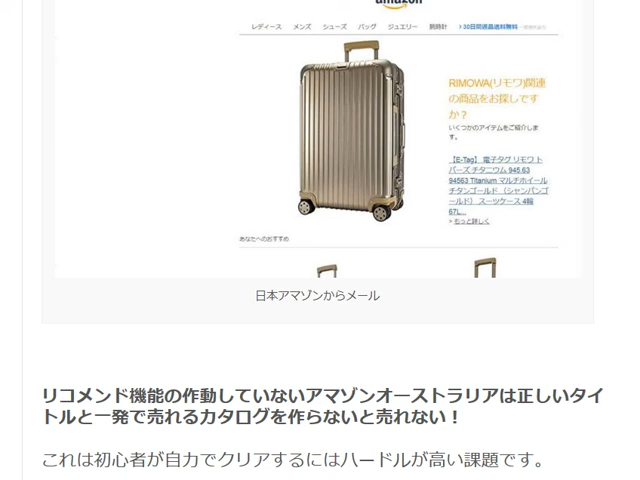 amazon
レディース メンズ シューズ バッグ ジュエリー 腕時計 30日間返品送料無料
RIMOWA(リモワ)関連
の商品をお探しです
か？
いくつかのアイテムをご紹介しま
す。
【E-Tag】 電子タグ リモワ ト
パーズ チタニウム 945.63
94563 Titanium マルチホイール
チタンゴールド （シャンパンゴ
ールド） スーツケース 4輪
67L...
> もっと詳しく
あなたへのおすすめ
日本アマゾンからメール
リコメンド機能の作動していないアマゾンオーストラリアは正しいタイ
トルと一発で売れるカタログを作らないと売れない！
これは初心者が自力でクリアするにはハードルが高い課題です。